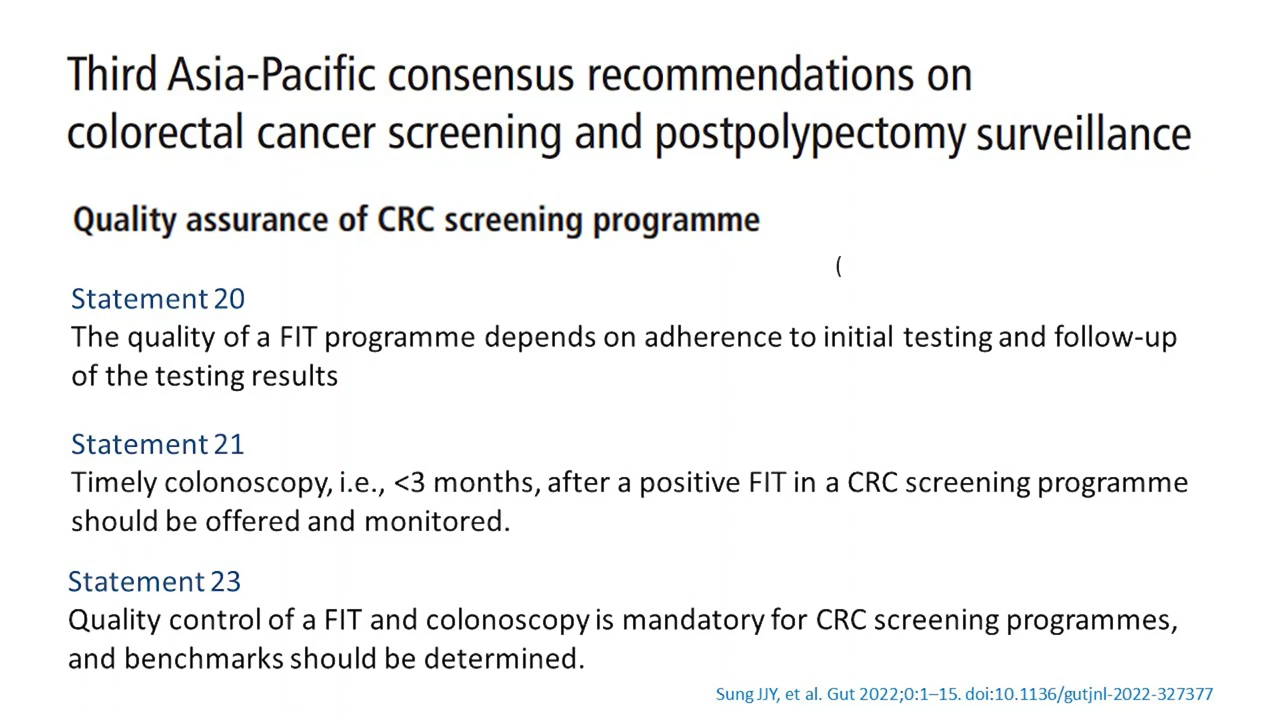 Third Asia-Pacific consensus recommendations on
colorectal cancer screening and postpolypectomy surveillance
Quality assurance of CRC screening programme
(
Statement 20
The quality of a FIT programme depends on adherence to initial testing and follow-up
of the testing results
Statement 21
Timely colonoscopy, i.e., <3 months, after a positive FIT in a CRC screening programme
should be offered and monitored.
Statement 23
Quality control of a FIT and colonoscopy is mandatory for CRC screening programmes,
and benchmarks should be determined.
Sung JJY, et al. Gut 2022;0:1–15. doi:10.1136/gutjnl-2022-327377